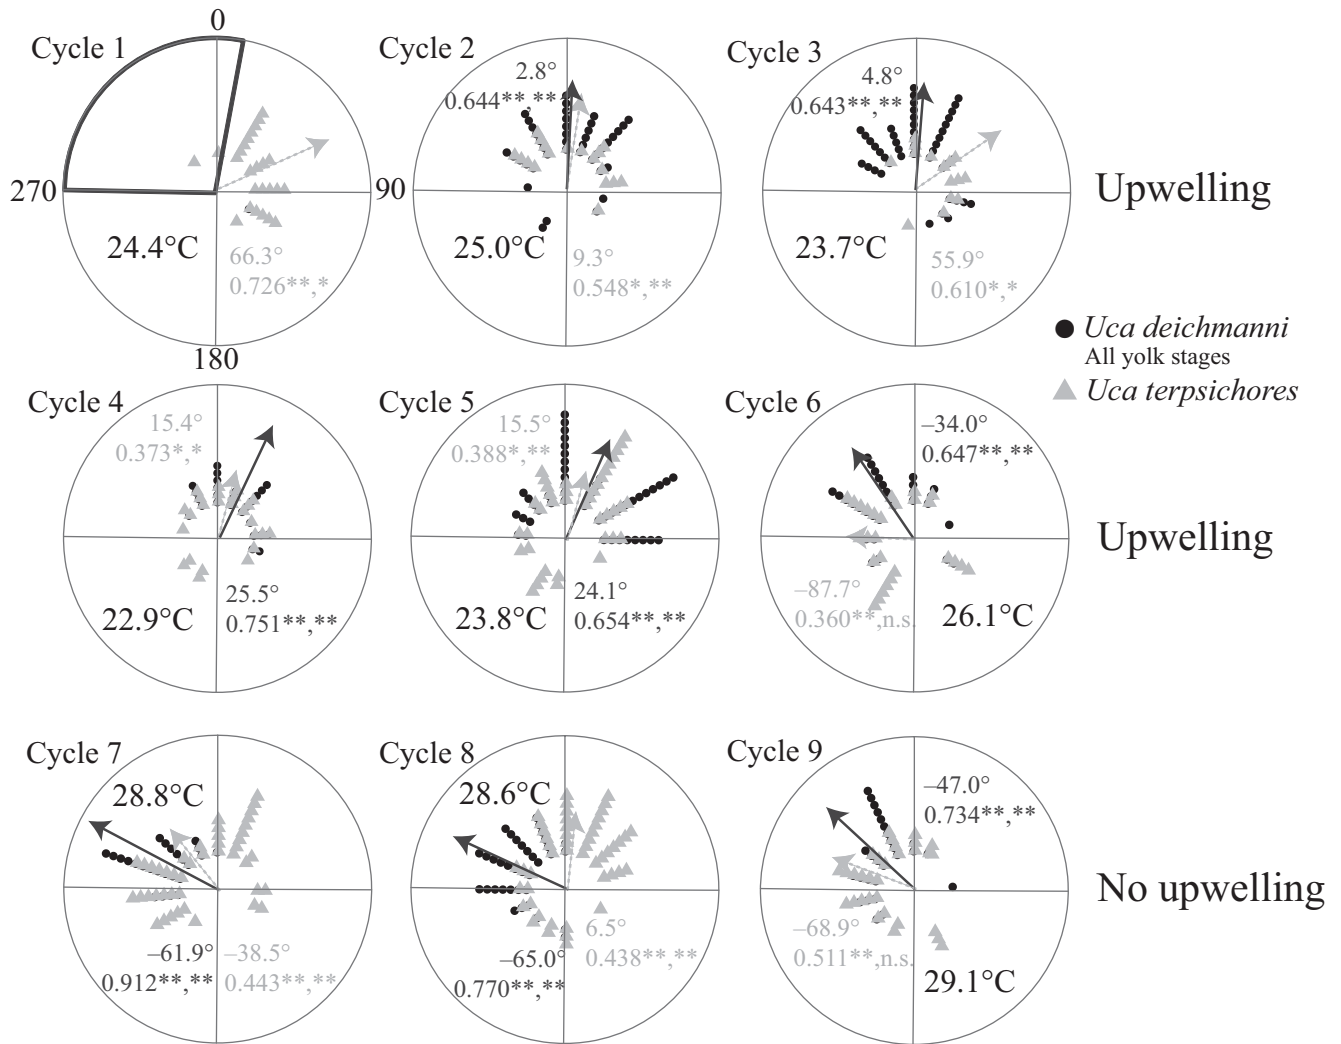 0
Cycle 1
270
90
180
24.4°C
66.3°
0.726**,*
Cycle 2
2.8°
0.644**,**
25.0°C
9.3°
0.548*,**
Cycle 3
4.8°
0.643**,**
23.7°C
55.9°
0.610*,*
Upwelling
Uca deichmanni
All yolk stages
Uca terpsichores
Cycle 4
15.4°
0.373*,*
22.9°C
25.5°
0.751**,**
Cycle 5
15.5°
0.388*,**
23.8°C
24.1°
0.654**,**
Cycle 6
–34.0°
0.647**,**
–87.7°
0.360**,n.s.
26.1°C
Upwelling
Cycle 7
28.8°C
–61.9°
0.912**,**
–38.5°
0.443**,**
Cycle 8
28.6°C
–65.0°
0.770**,**
6.5°
0.438**,**
Cycle 9
–47.0°
0.734**,**
–68.9°
0.511**,n.s.
29.1°C
No upwelling